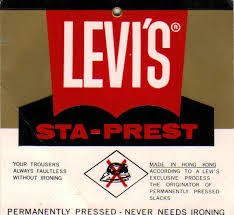 LEVI'S®
STA-PREST
YOUR TROUSERS
ALWAYS FAULTLESS
WITHOUT IRONING
MADE IN HONG KONG
ACCORDING TO A LEVI'S
EXCLUSIVE PROCESS
THE ORIGINATOR OF
PERMANENTLY PRESSED
SLACKS
PERMANENTLY PRESSED - NEVER NEEDS IRONING